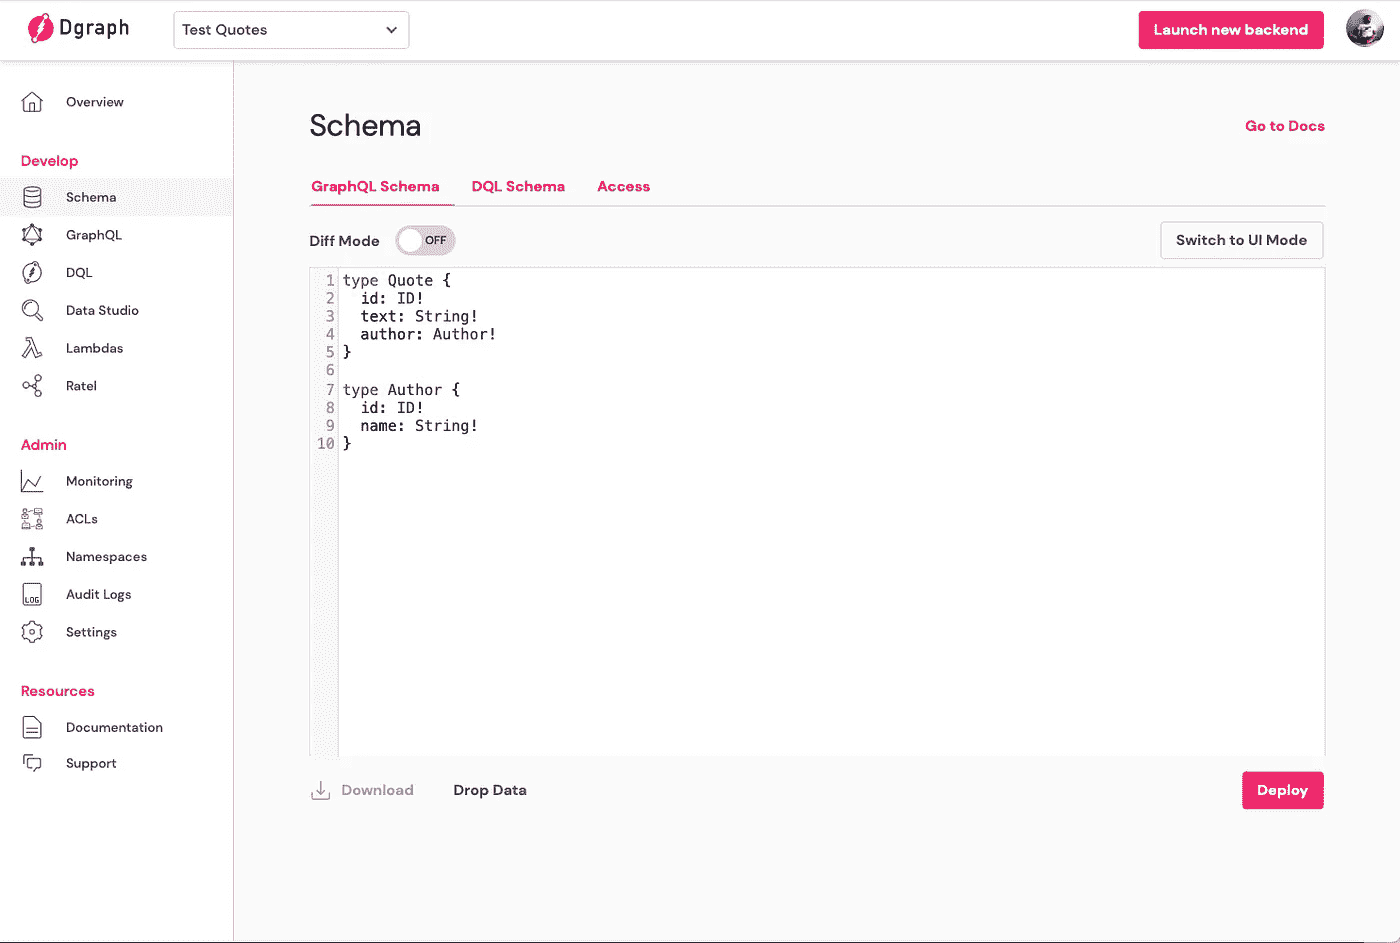 Dgraph
Test Quotes
Launch new backend
Overview
Develop
Schema
GraphQL
DQL
Data Studio
Lambdas
Ratel
Admin
Monitoring
ACLs
Namespaces
LOG
Audit Logs
Settings
Resources
Documentation
Support
Schema
Go to Docs
GraphQL Schema
DQL Schema
Access
Diff Mode
OFF
Switch to UI Mode
1 type Quote {
2   id: ID!
3   text: String!
4   author: Author!
5 }
6
7 type Author {
8   id: ID!
9   name: String!
10 }
Download
Drop Data
Deploy